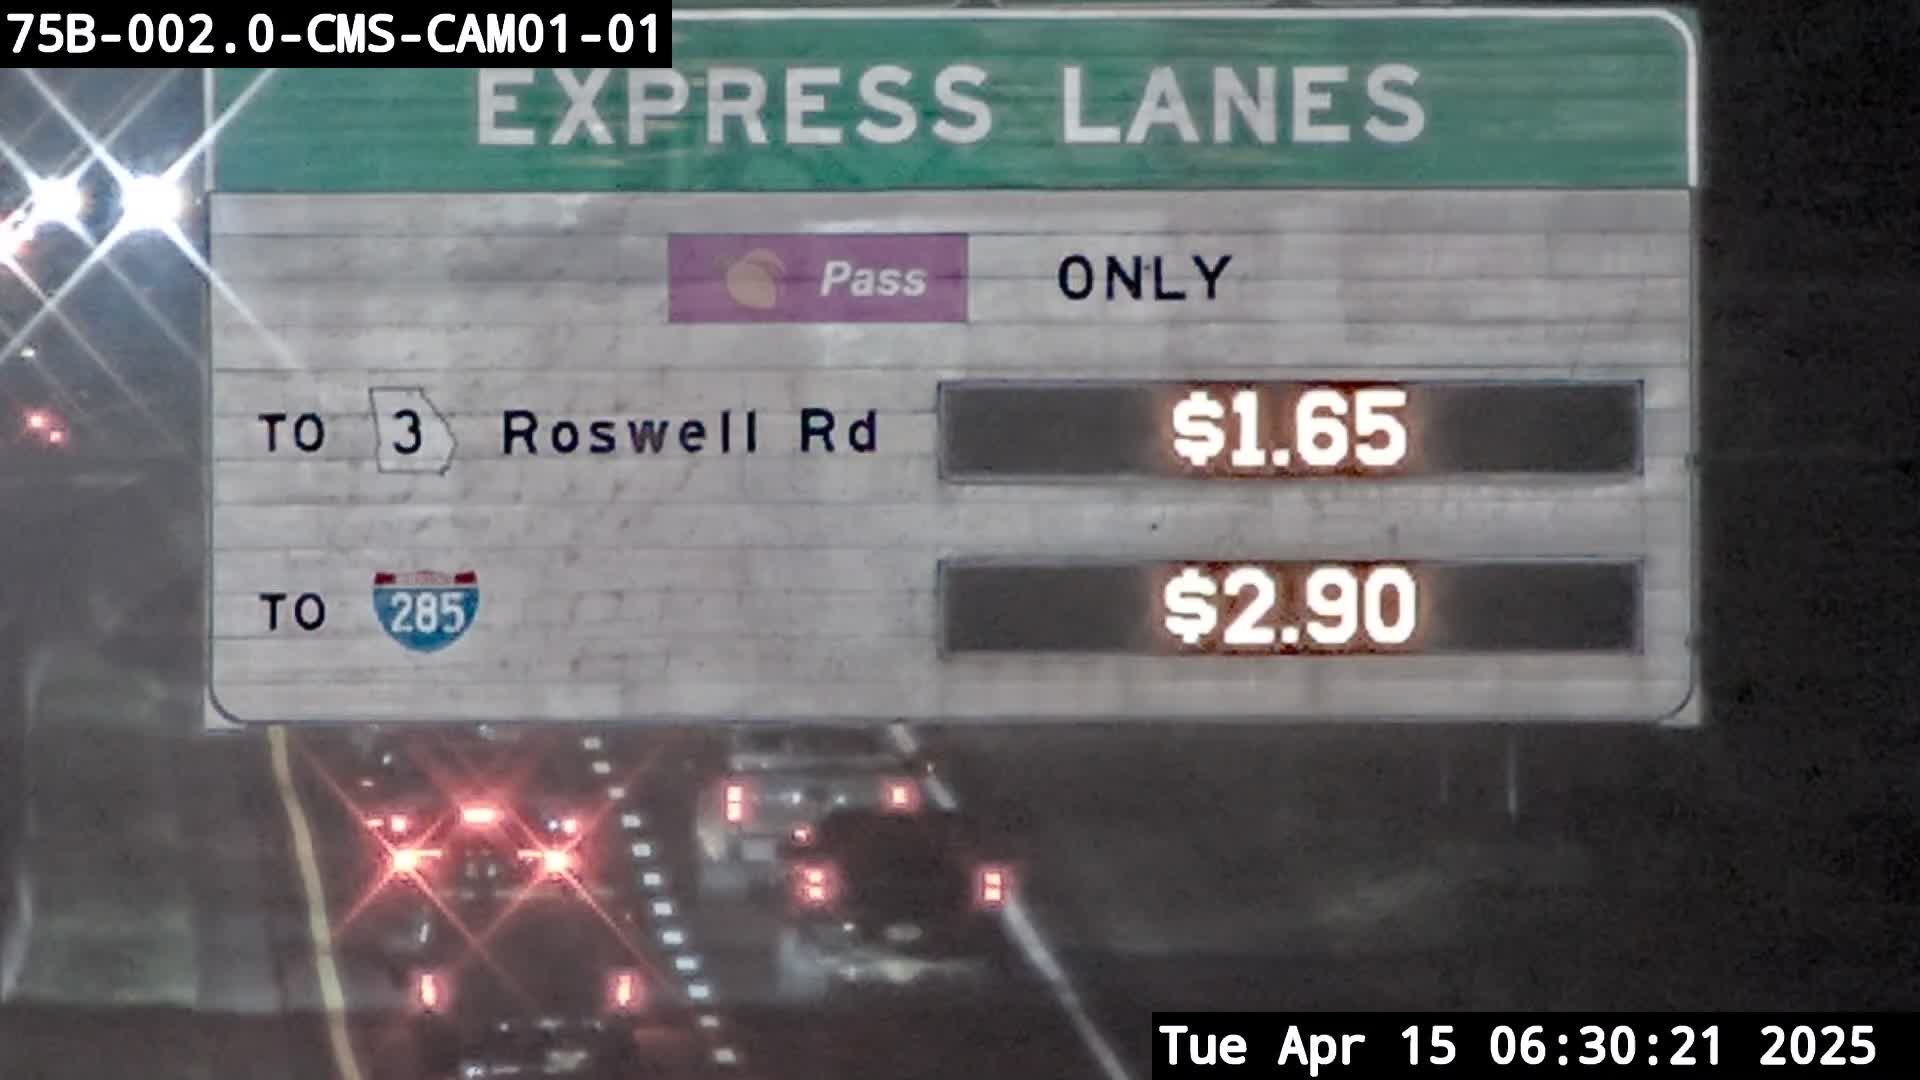 75B-002.0-CMS-CAM01-01
EXPRESS LANES
Pass ONLY
TO 3 Roswell Rd $1.65
TO 285 $2.90
Tue Apr 15 06:30:21 2025